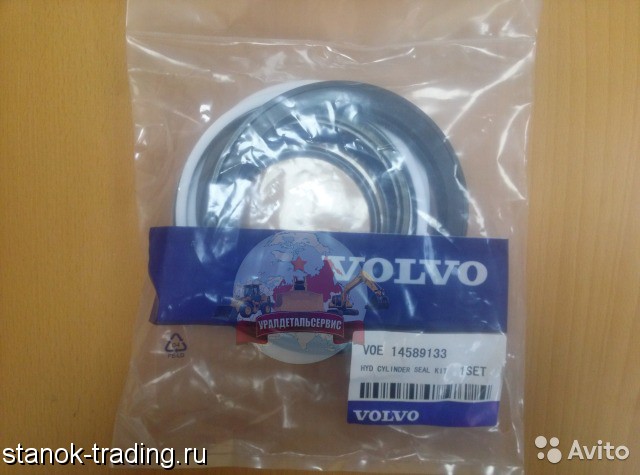 VOLVO
УРАЛДЕТАЛЬСЕРВИС
VOE 14589133
HYD CYLINDER SEAL KIT 1SET
VOLVO
stanok-trading.ru
Avito